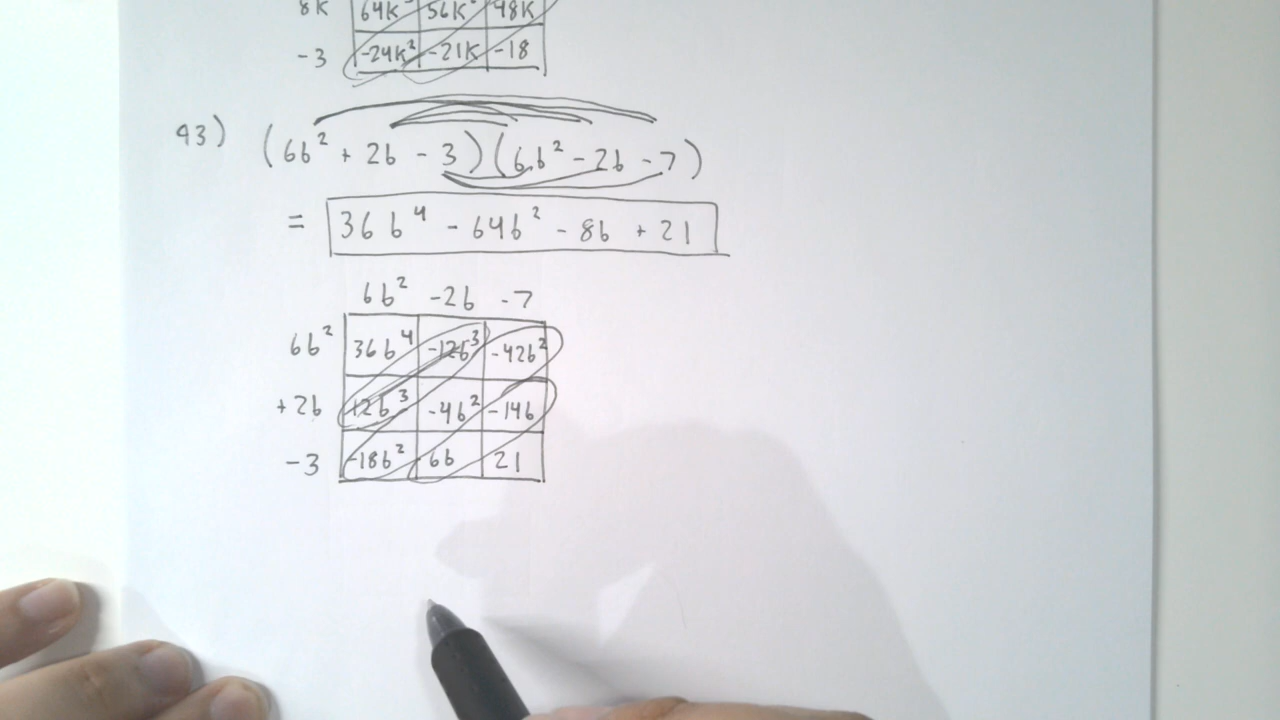 8k 64k 56k 48k
-3 -24k² -21k -18
93) (6b² + 2b - 3)(6b² - 2b - 7)
= 36b⁴ - 64b² - 8b + 21
6b² -2b -7
6b² 36b⁴ -12b³ -42b²
+2b 12b³ -4b² -14b
-3 -18b² 6b 21